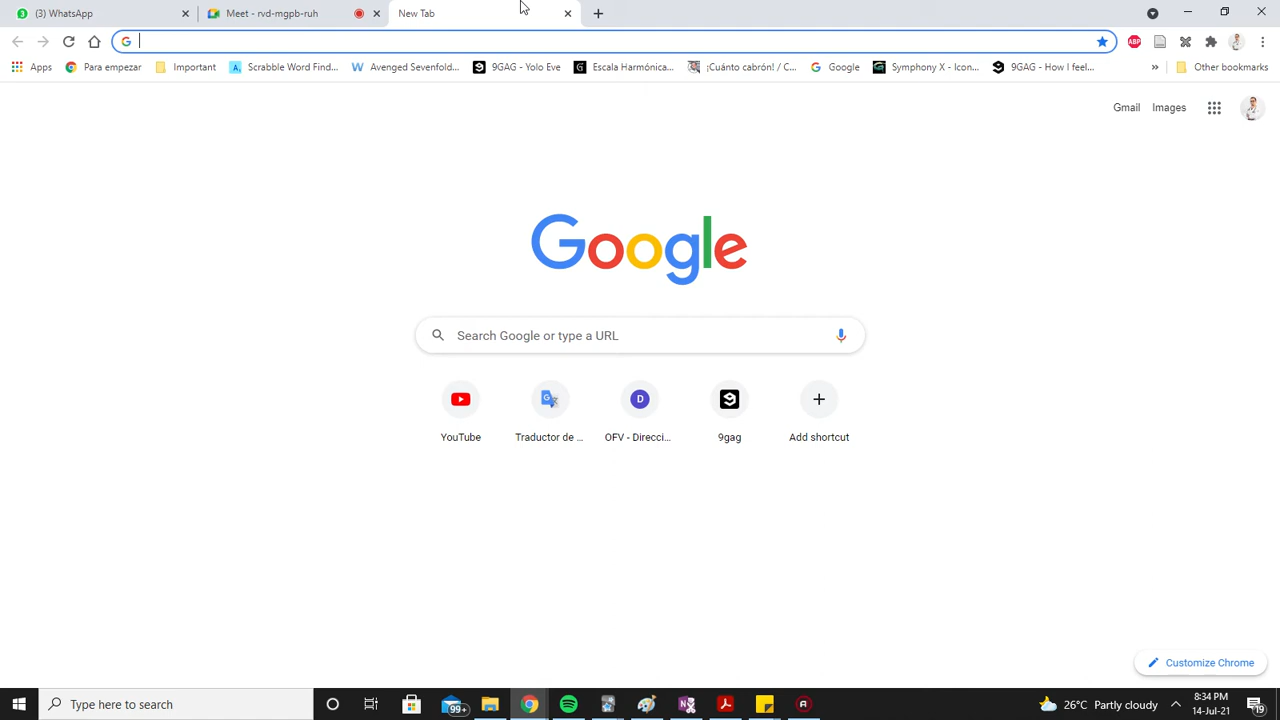 (3) WhatsApp
Meet - rvd-mgpb-ruh
New Tab
Apps
Para empezar
Important
Scrabble Word Find...
Avenged Sevenfold...
9GAG - Yolo Eve
Escala Harmónica...
¡Cuánto cabrón! / C...
Google
Symphony X - Icon...
9GAG - How I feel...
»
Other bookmarks
Gmail
Images
Google
Search Google or type a URL
YouTube
Traductor de ...
D
OFV - Direcci...
9gag
Add shortcut
Customize Chrome
Type here to search
99+
26°C Partly cloudy
8:34 PM
14-Jul-21
19